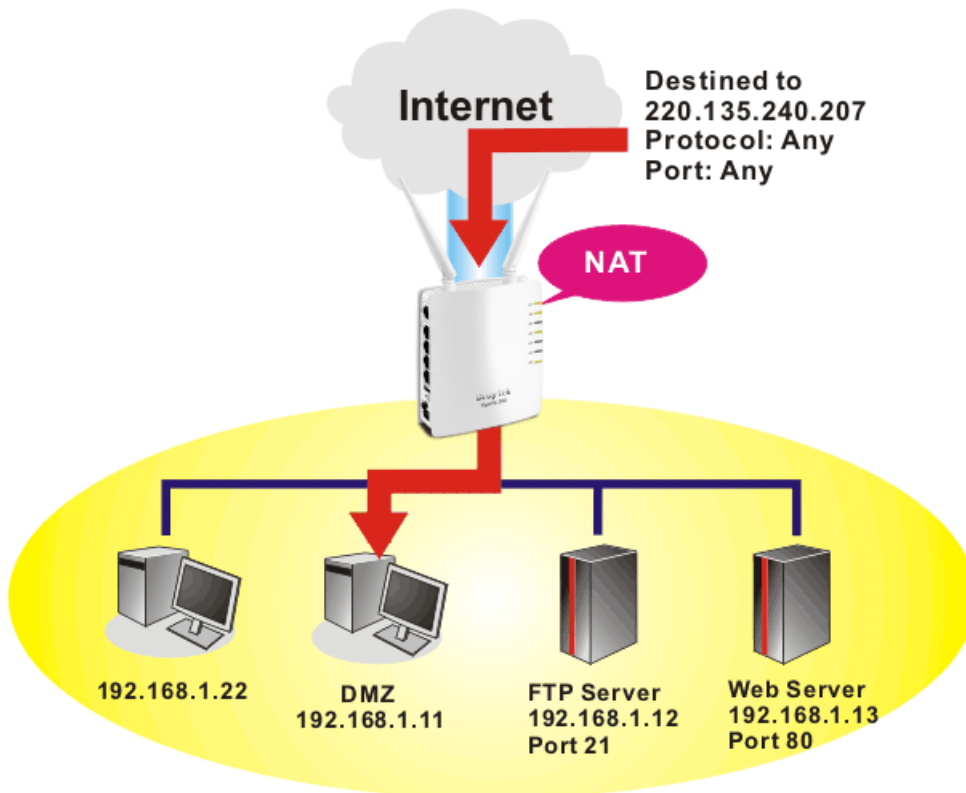 Internet
Destined to
220.135.240.207
Protocol: Any
Port: Any
NAT
192.168.1.22
DMZ
192.168.1.11
FTP Server
192.168.1.12
Port 21
Web Server
192.168.1.13
Port 80